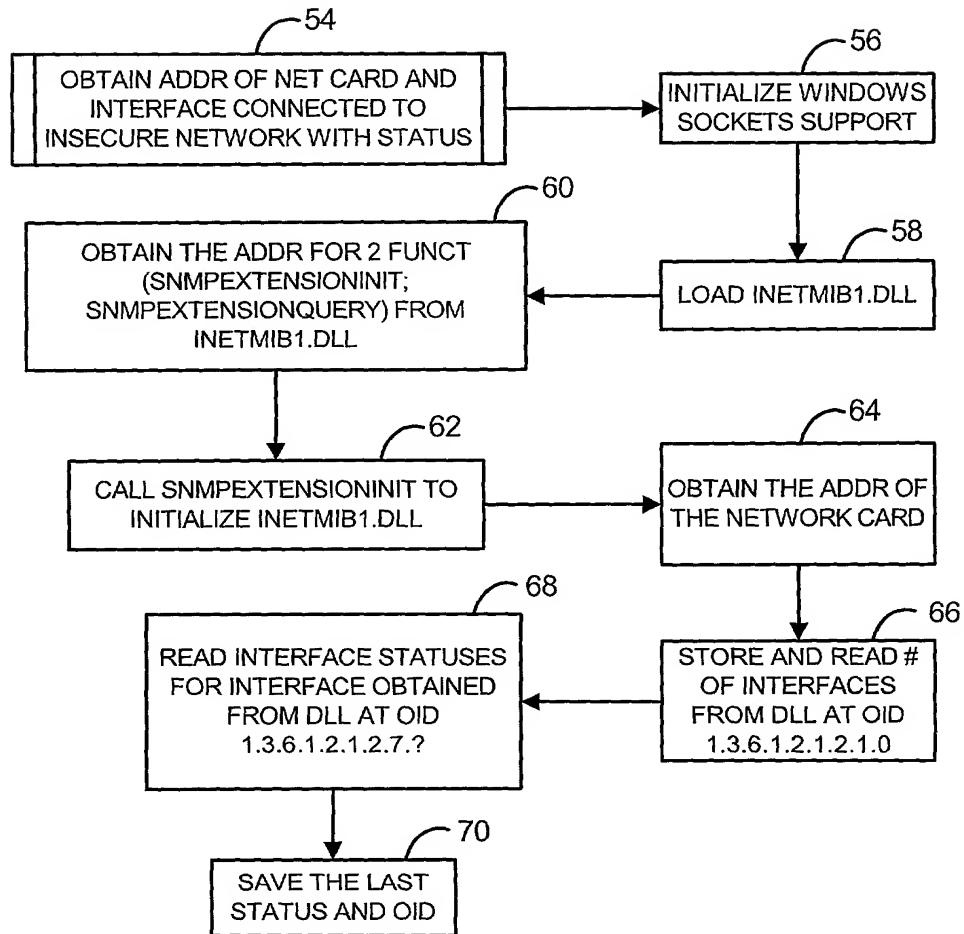 54
OBTAIN ADDR OF NET CARD AND
INTERFACE CONNECTED TO
INSECURE NETWORK WITH STATUS
56
INITIALIZE WINDOWS
SOCKETS SUPPORT
58
LOAD INETMIB1.DLL
60
OBTAIN THE ADDR FOR 2 FUNCT
(SNMPEXTENSIONINIT;
SNMPEXTENSIONQUERY) FROM
INETMIB1.DLL
62
CALL SNMPEXTENSIONINIT TO
INITIALIZE INETMIB1.DLL
64
OBTAIN THE ADDR OF
THE NETWORK CARD
66
STORE AND READ #
OF INTERFACES
FROM DLL AT OID
1.3.6.1.2.1.2.1.0
68
READ INTERFACE STATUSES
FOR INTERFACE OBTAINED
FROM DLL AT OID
1.3.6.1.2.1.2.7.?
70
SAVE THE LAST
STATUS AND OID